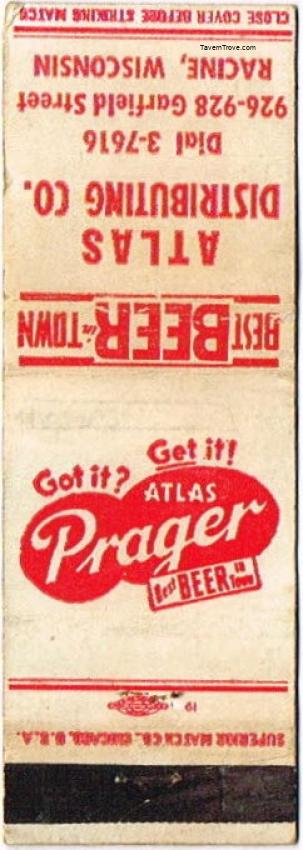 TavernTrove.com
CLOSE COVER BEFORE STRIKING MATCH
BEST BEER in TOWN
ATLAS
DISTRIBUTING CO.
Dial 3-7616
926-928 Garfield Street
RACINE, WISCONSIN
Got it? Get it!
ATLAS
Prager
Best BEER in Town
19
SUPERIOR MATCH CO., CHICAGO, U.S.A.